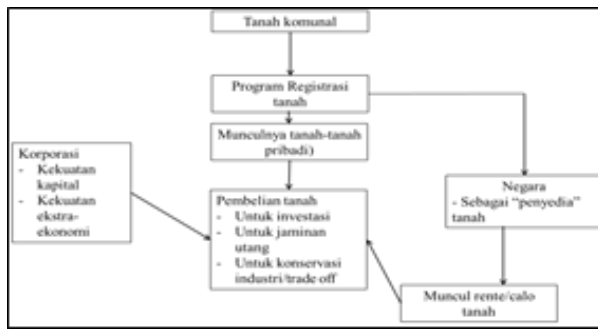 Tanah komunal
Program Registrasi
tanah
Munculnya tanah-tanah
pribadi)
Korporasi
- Kekuatan
kapital
- Kekuatan
ekstra-
ekonomi
Pembelian tanah
- Untuk investasi
- Untuk jaminan
utang
- Untuk konservasi
industri/trade off
Negara
- Sebagai “penyedia”
tanah
Muncul rente/calo
tanah